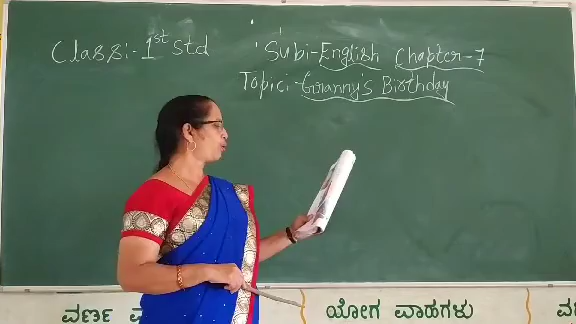 Class:- 1st Std
Sub:- English Chapter-7
Topic:- Granny's Birthday
ವರ್ಣ
ಯೋಗ ವಾಹಗಳು